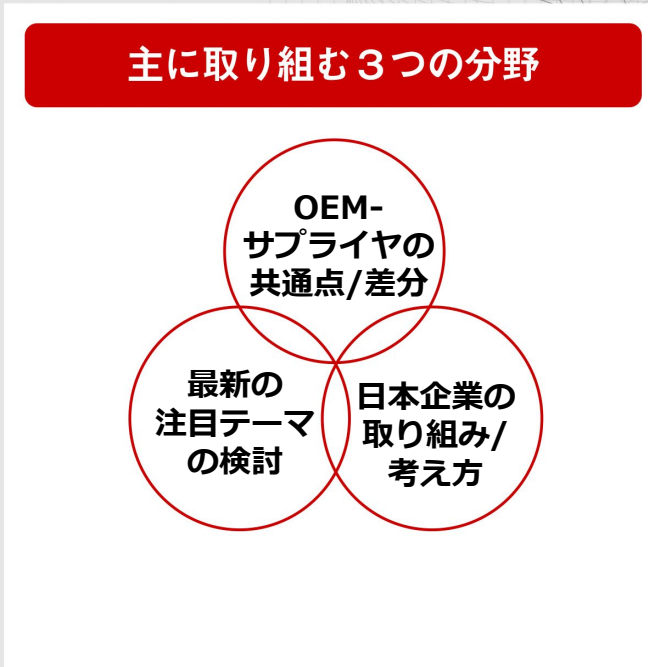 主に取り組む３つの分野
OEM-
サプライヤの
共通点/差分
最新の
注目テーマ
の検討
日本企業の
取り組み/
考え方